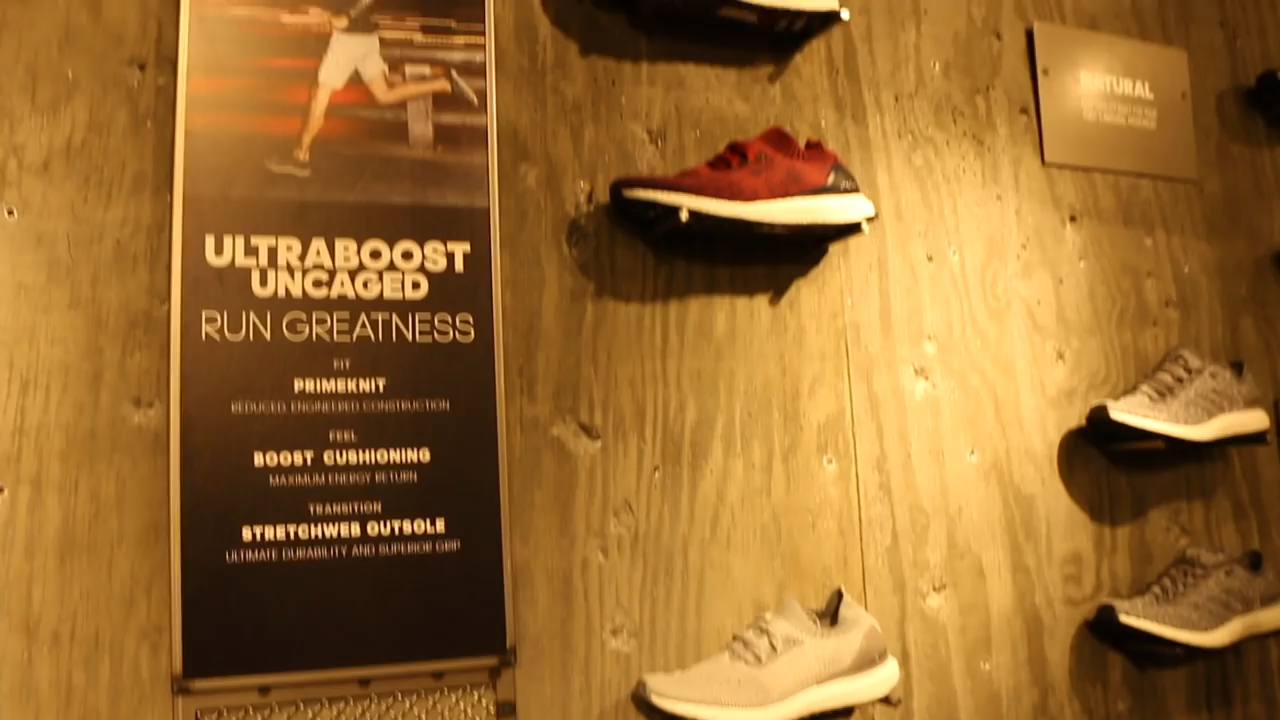 ULTRABOOST
UNCAGED
RUN GREATNESS
FIT
PRIMEKNIT
REDUCED, ENGINEERED CONSTRUCTION
FEEL
BOOST CUSHIONING
MAXIMUM ENERGY RETURN
TRANSITION
STRETCHWEB OUTSOLE
ULTIMATE DURABILITY AND SUPERIOR GRIP
NATURAL